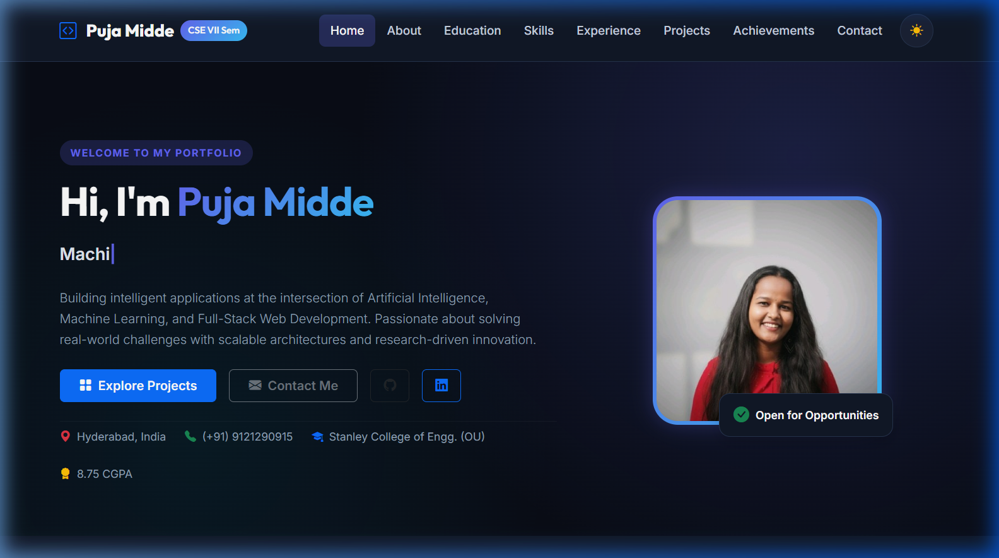 Puja Midde CSE VII Sem Home About Education Skills Experience Projects Achievements Contact
WELCOME TO MY PORTFOLIO
Hi, I'm Puja Midde
Machi
Building intelligent applications at the intersection of Artificial Intelligence,
Machine Learning, and Full-Stack Web Development. Passionate about solving
real-world challenges with scalable architectures and research-driven innovation.
Explore Projects Contact Me
Open for Opportunities
Hyderabad, India (+91) 9121290915 Stanley College of Engg. (OU)
8.75 CGPA